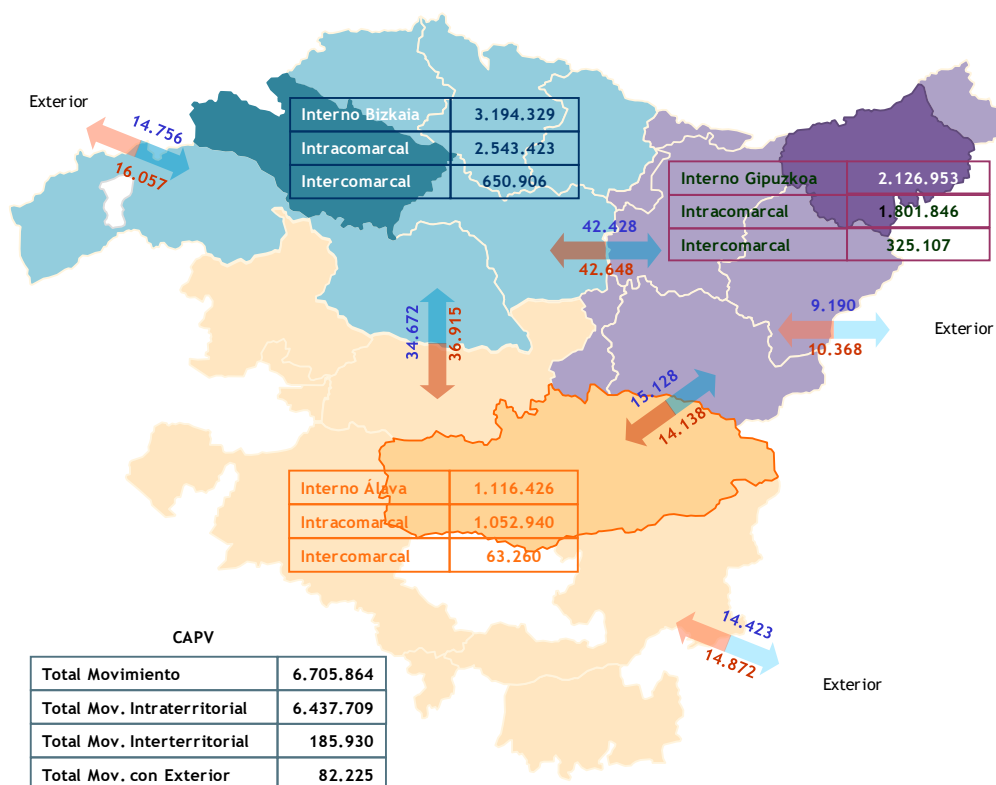 Exterior
14.756
16.057
Interno Bizkaia 3.194.329
Intracomarcal 2.543.423
Intercomarcal 650.906
Interno Gipuzkoa 2.126.953
Intracomarcal 1.801.846
Intercomarcal 325.107
42.428
42.648
34.672
36.915
9.190
10.368
Exterior
15.128
14.138
Interno Álava 1.116.426
Intracomarcal 1.052.940
Intercomarcal 63.260
14.423
14.872
Exterior
CAPV
Total Movimiento 6.705.864
Total Mov. Intraterritorial 6.437.709
Total Mov. Interterritorial 185.930
Total Mov. con Exterior 82.225